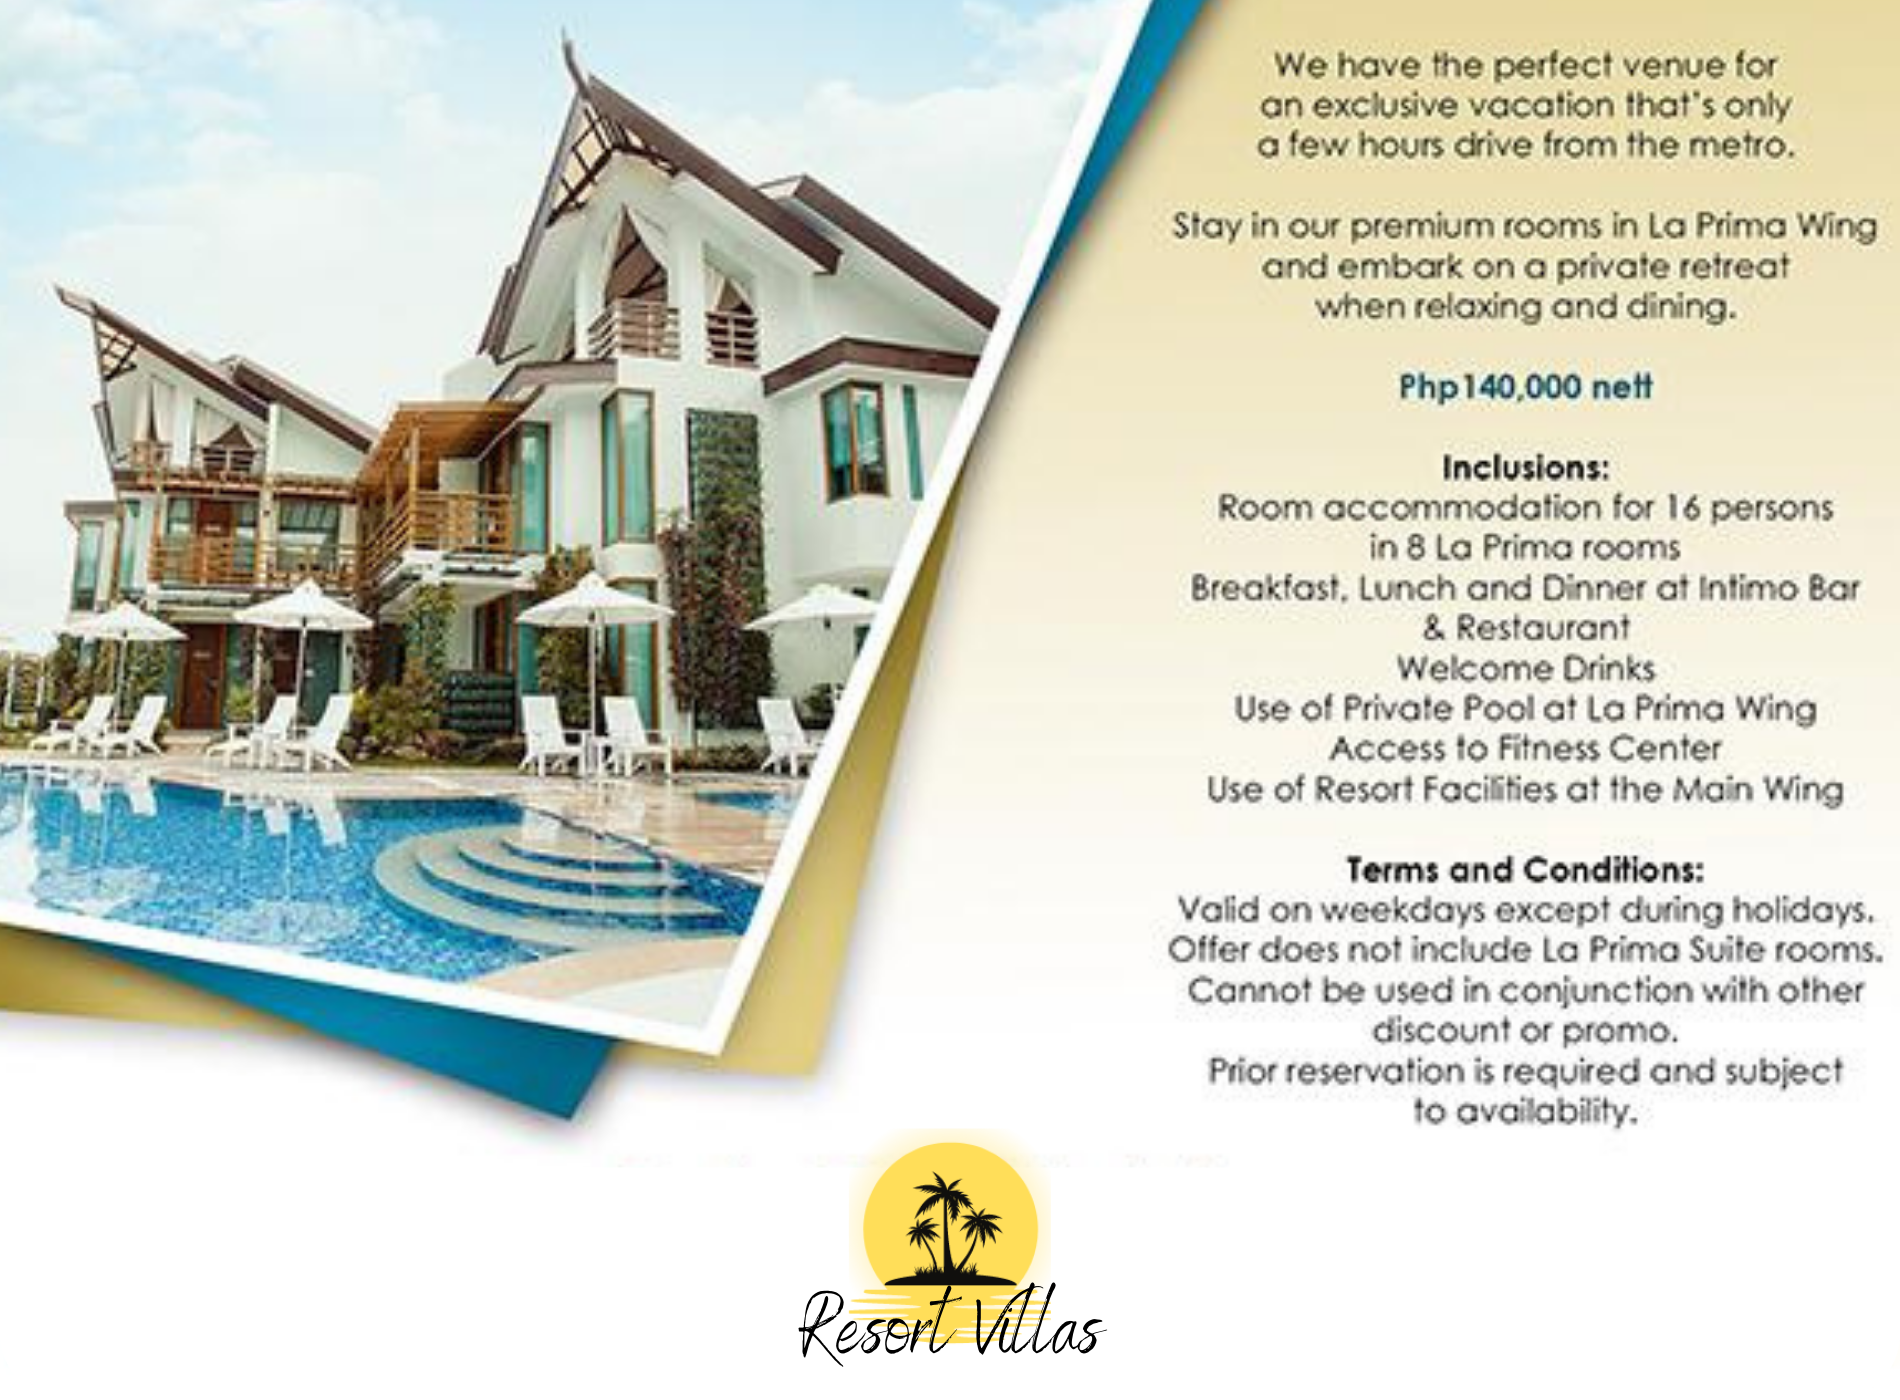 We have the perfect venue for
an exclusive vacation that's only
a few hours drive from the metro.
Stay in our premium rooms in La Prima Wing
and embark on a private retreat
when relaxing and dining.
Php140,000 nett
Inclusions:
Room accommodation for 16 persons
in 8 La Prima rooms
Breakfast, Lunch and Dinner at Intimo Bar
& Restaurant
Welcome Drinks
Use of Private Pool at La Prima Wing
Access to Fitness Center
Use of Resort Facilities at the Main Wing
Terms and Conditions:
Valid on weekdays except during holidays.
Offer does not include La Prima Suite rooms.
Cannot be used in conjunction with other
discount or promo.
Prior reservation is required and subject
to availability.
Resort Villas